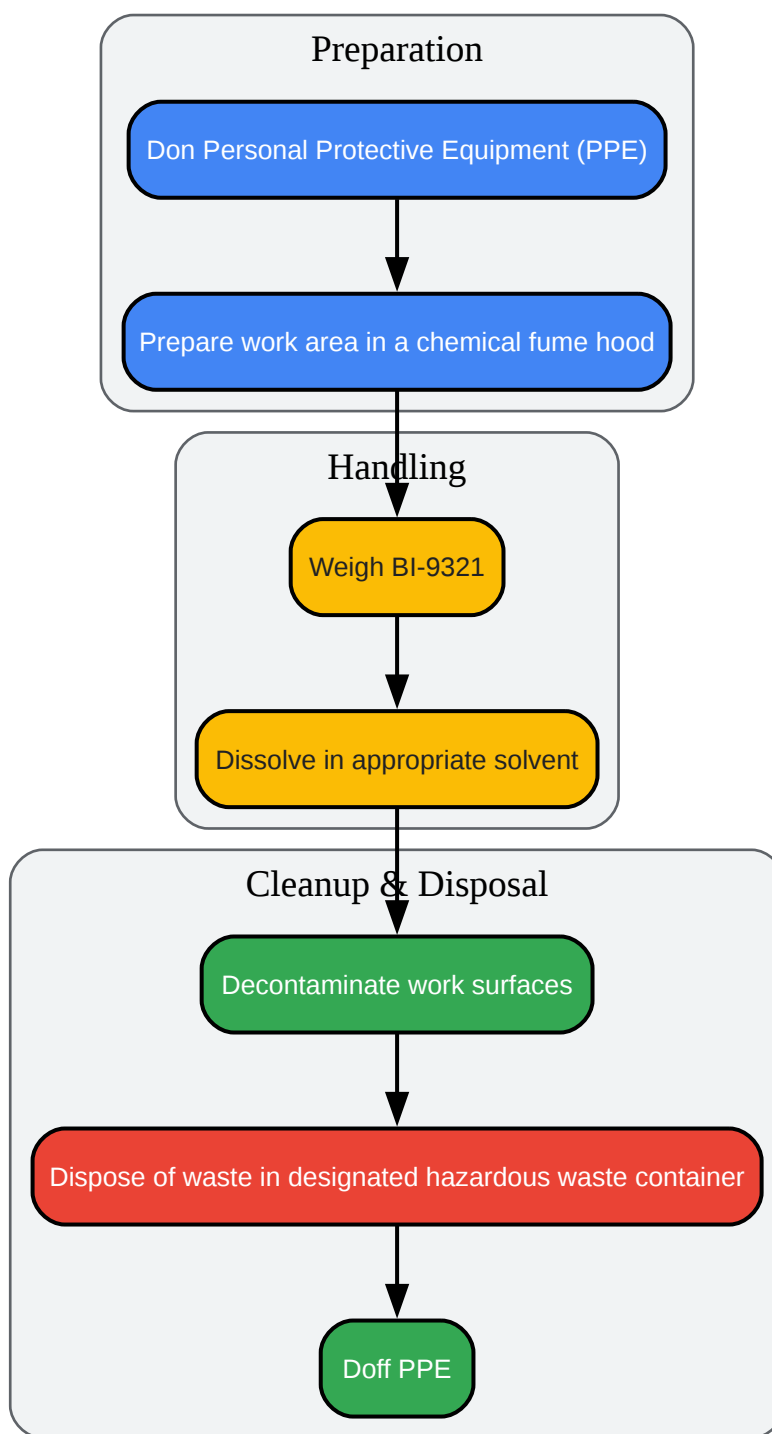 Preparation
Don Personal Protective Equipment (PPE)
Prepare work area in a chemical fume hood
Handling
Weigh BI-9321
Dissolve in appropriate solvent
Cleanup & Disposal
Decontaminate work surfaces
Dispose of waste in designated hazardous waste container
Doff PPE